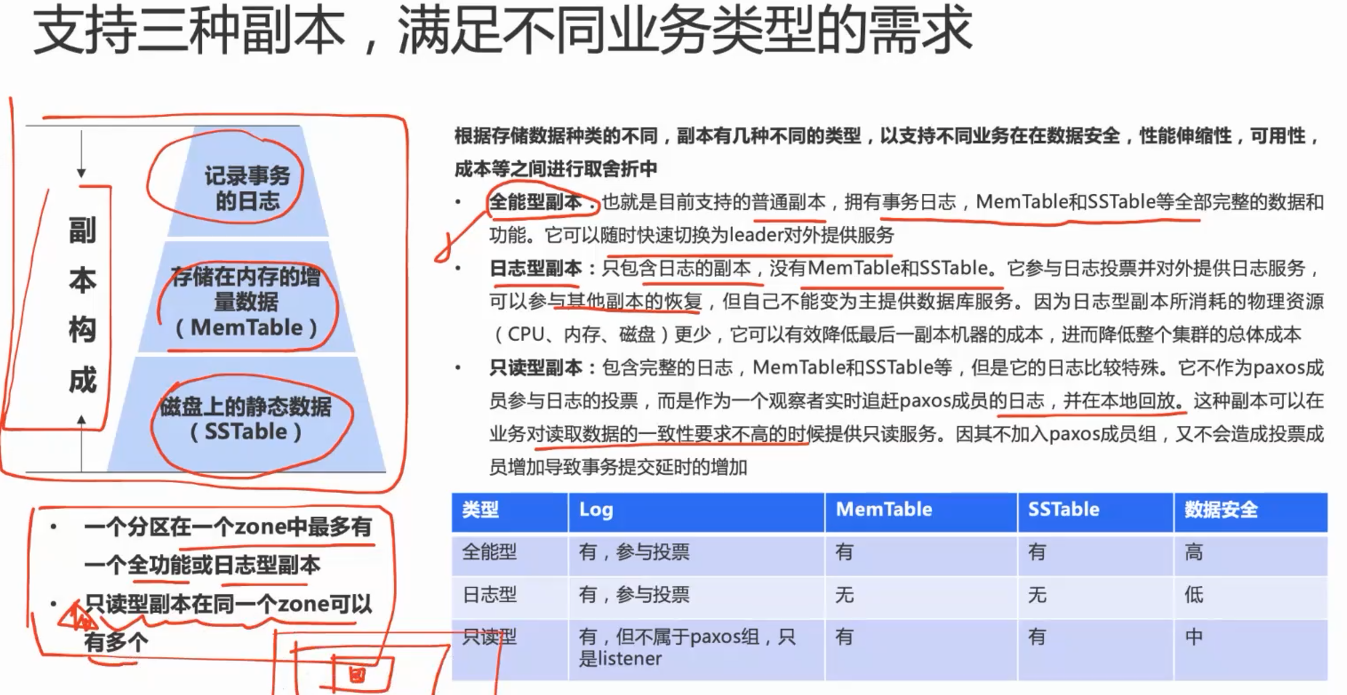 支持三种副本，满足不同业务类型的需求
副本构成
记录事务
的日志
存储在内存的增
量数据
（MemTable）
磁盘上的静态数据
（SSTable）
• 一个分区在一个zone中最多有
一个全功能或日志型副本
• 只读型副本在同一个zone可以
有多个
根据存储数据种类的不同，副本有几种不同的类型，以支持不同业务在在数据安全，性能伸缩性，可用性，
成本等之间进行取舍折中
• 全能型副本：也就是目前支持的普通副本，拥有事务日志，MemTable和SSTable等全部完整的数据和
功能。它可以随时快速切换为leader对外提供服务
• 日志型副本：只包含日志的副本，没有MemTable和SSTable。它参与日志投票并对外提供日志服务，
可以参与其他副本的恢复，但自己不能变为主提供数据库服务。因为日志型副本所消耗的物理资源
（CPU、内存、磁盘）更少，它可以有效降低最后一副本机器的成本，进而降低整个集群的总体成本
• 只读型副本：包含完整的日志，MemTable和SSTable等，但是它的日志比较特殊。它不作为paxos成
员参与日志的投票，而是作为一个观察者实时追赶paxos成员的日志，并在本地回放。这种副本可以在
业务对读取数据的一致性要求不高的时候提供只读服务。因其不加入paxos成员组，又不会造成投票成
员增加导致事务提交延时的增加
类型 Log MemTable SSTable 数据安全
全能型 有，参与投票 有 有 高
日志型 有，参与投票 无 无 低
只读型 有，但不属于paxos组，只 有 有 中
是listener